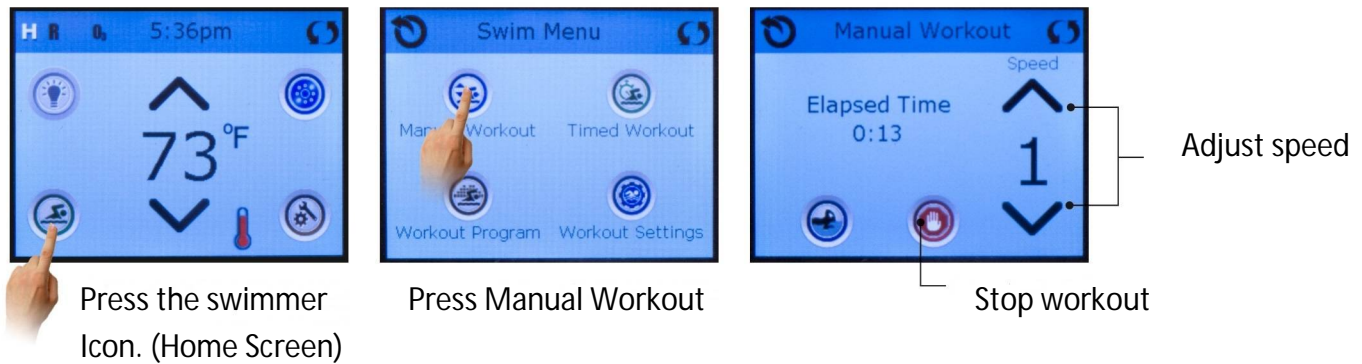 H R O₃ 5:36pm
73°F
Press the swimmer
Icon. (Home Screen)
Swim Menu
Workout Timed Workout
Workout Program Workout Settings
Press Manual Workout
Manual Workout
Speed
Elapsed Time
0:13
1
Adjust speed
Stop workout